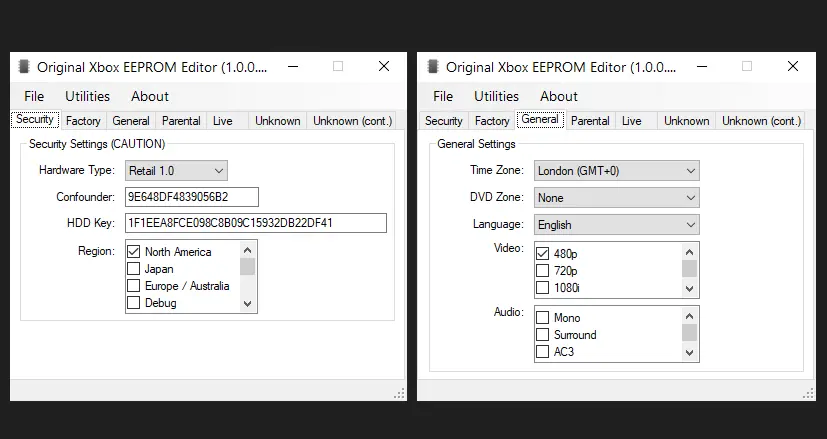 Original Xbox EEPROM Editor (1.0.0....
File Utilities About
Security Factory General Parental Live Unknown Unknown (cont.)
Security Settings (CAUTION)
Hardware Type: Retail 1.0
Confounder: 9E648DF4839056B2
HDD Key: 1F1EEA8FCE098C8B09C15932DB22DF41
Region: North America
Japan
Europe / Australia
Debug
Original Xbox EEPROM Editor (1.0.0....
File Utilities About
Security Factory General Parental Live Unknown Unknown (cont.)
General Settings
Time Zone: London (GMT+0)
DVD Zone: None
Language: English
Video: 480p
720p
1080i
Audio: Mono
Surround
AC3